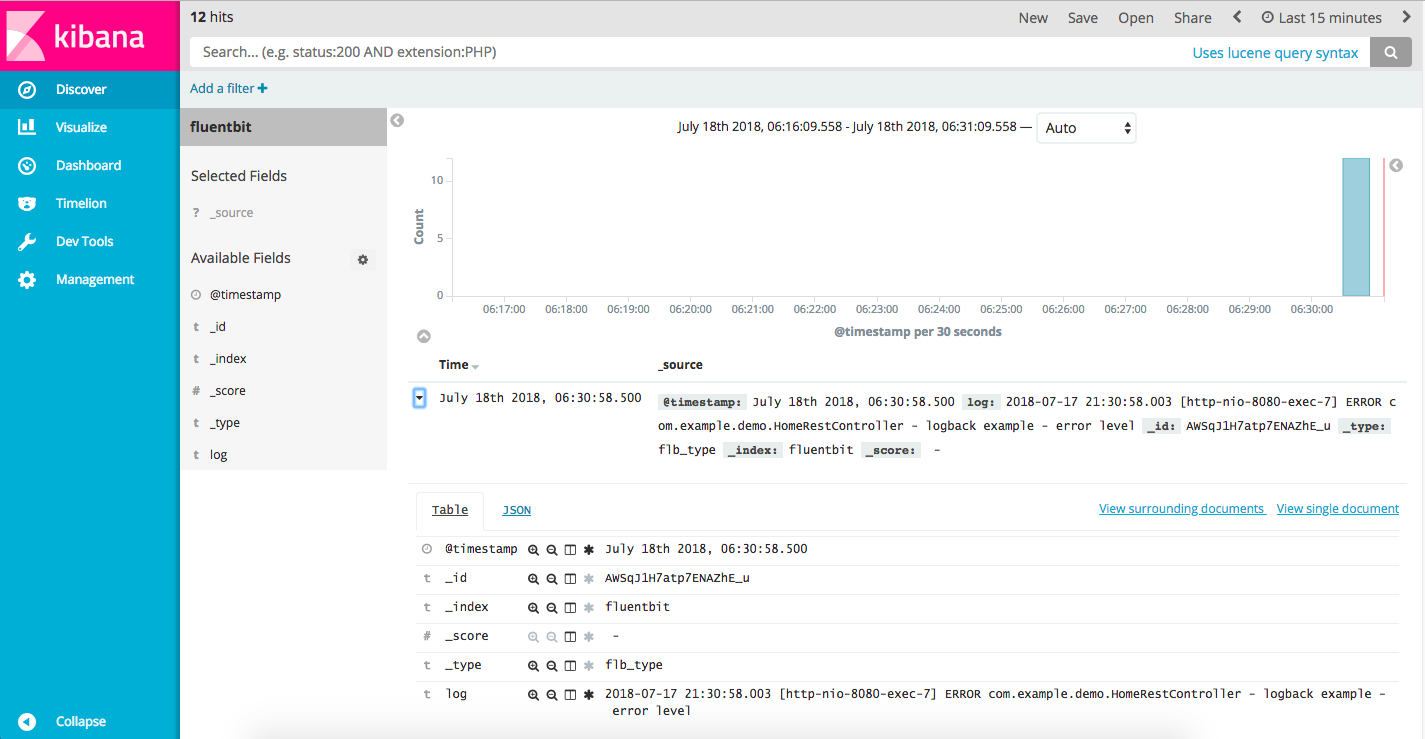 kibana
Discover
Visualize
Dashboard
Timelion
Dev Tools
Management
Collapse
12 hits
New Save Open Share Last 15 minutes
Search... (e.g. status:200 AND extension:PHP) Uses lucene query syntax
Add a filter
fluentbit
Selected Fields
? _source
Available Fields
@timestamp
t _id
t _index
# _score
t _type
t log
July 18th 2018, 06:16:09.558 - July 18th 2018, 06:31:09.558 — Auto
Count
10
5
0
06:17:00 06:18:00 06:19:00 06:20:00 06:21:00 06:22:00 06:23:00 06:24:00 06:25:00 06:26:00 06:27:00 06:28:00 06:29:00 06:30:00
@timestamp per 30 seconds
Time _source
July 18th 2018, 06:30:58.500
@timestamp: July 18th 2018, 06:30:58.500 log: 2018-07-17 21:30:58.003 [http-nio-8080-exec-7] ERROR c
om.example.demo.HomeRestController - logback example - error level _id: AWSqJ1H7atp7ENAZhE_u _type:
flb_type _index: fluentbit _score: -
Table JSON View surrounding documents View single document
@timestamp July 18th 2018, 06:30:58.500
t _id AWSqJ1H7atp7ENAZhE_u
t _index fluentbit
# _score -
t _type flb_type
t log 2018-07-17 21:30:58.003 [http-nio-8080-exec-7] ERROR com.example.demo.HomeRestController - logback example -
error level